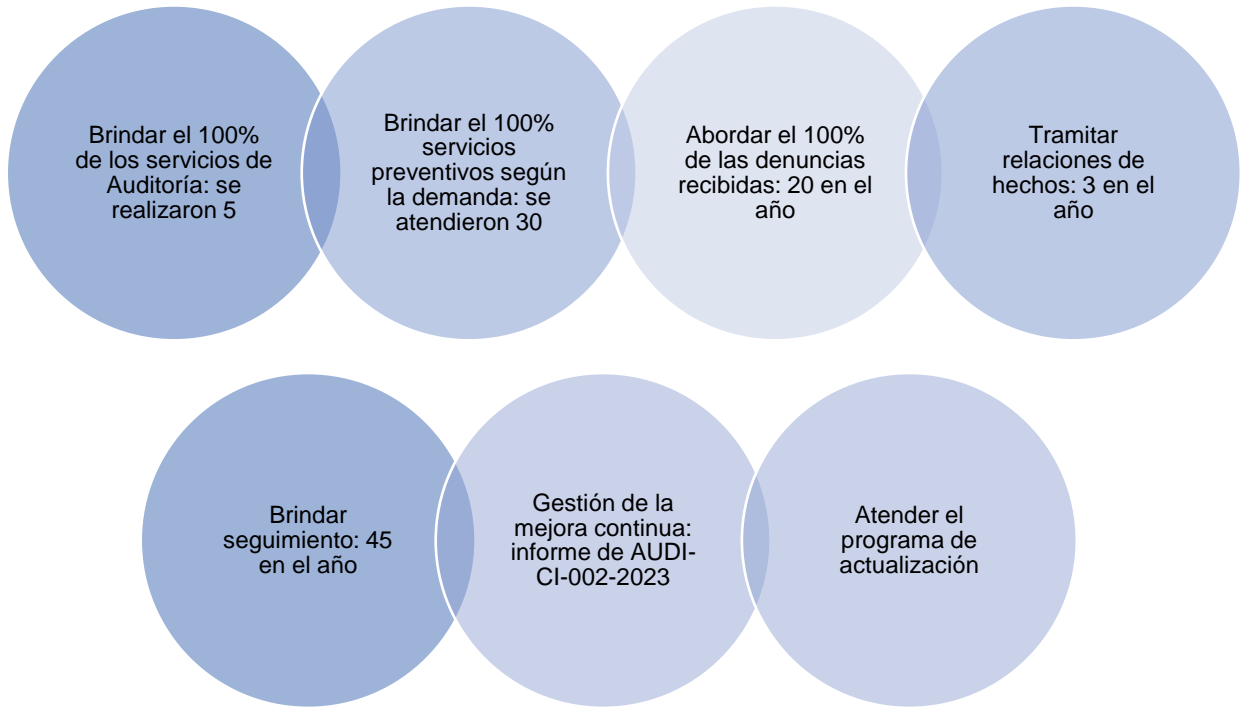 Brindar el 100%
de los servicios de
Auditoría: se
realizaron 5
Brindar el 100%
servicios
preventivos según
la demanda: se
atendieron 30
Abordar el 100%
de las denuncias
recibidas: 20 en el
año
Tramitar
relaciones de
hechos: 3 en el
año
Brindar
seguimiento: 45
en el año
Gestión de la
mejora continua:
informe de AUDI-
CI-002-2023
Atender el
programa de
actualización